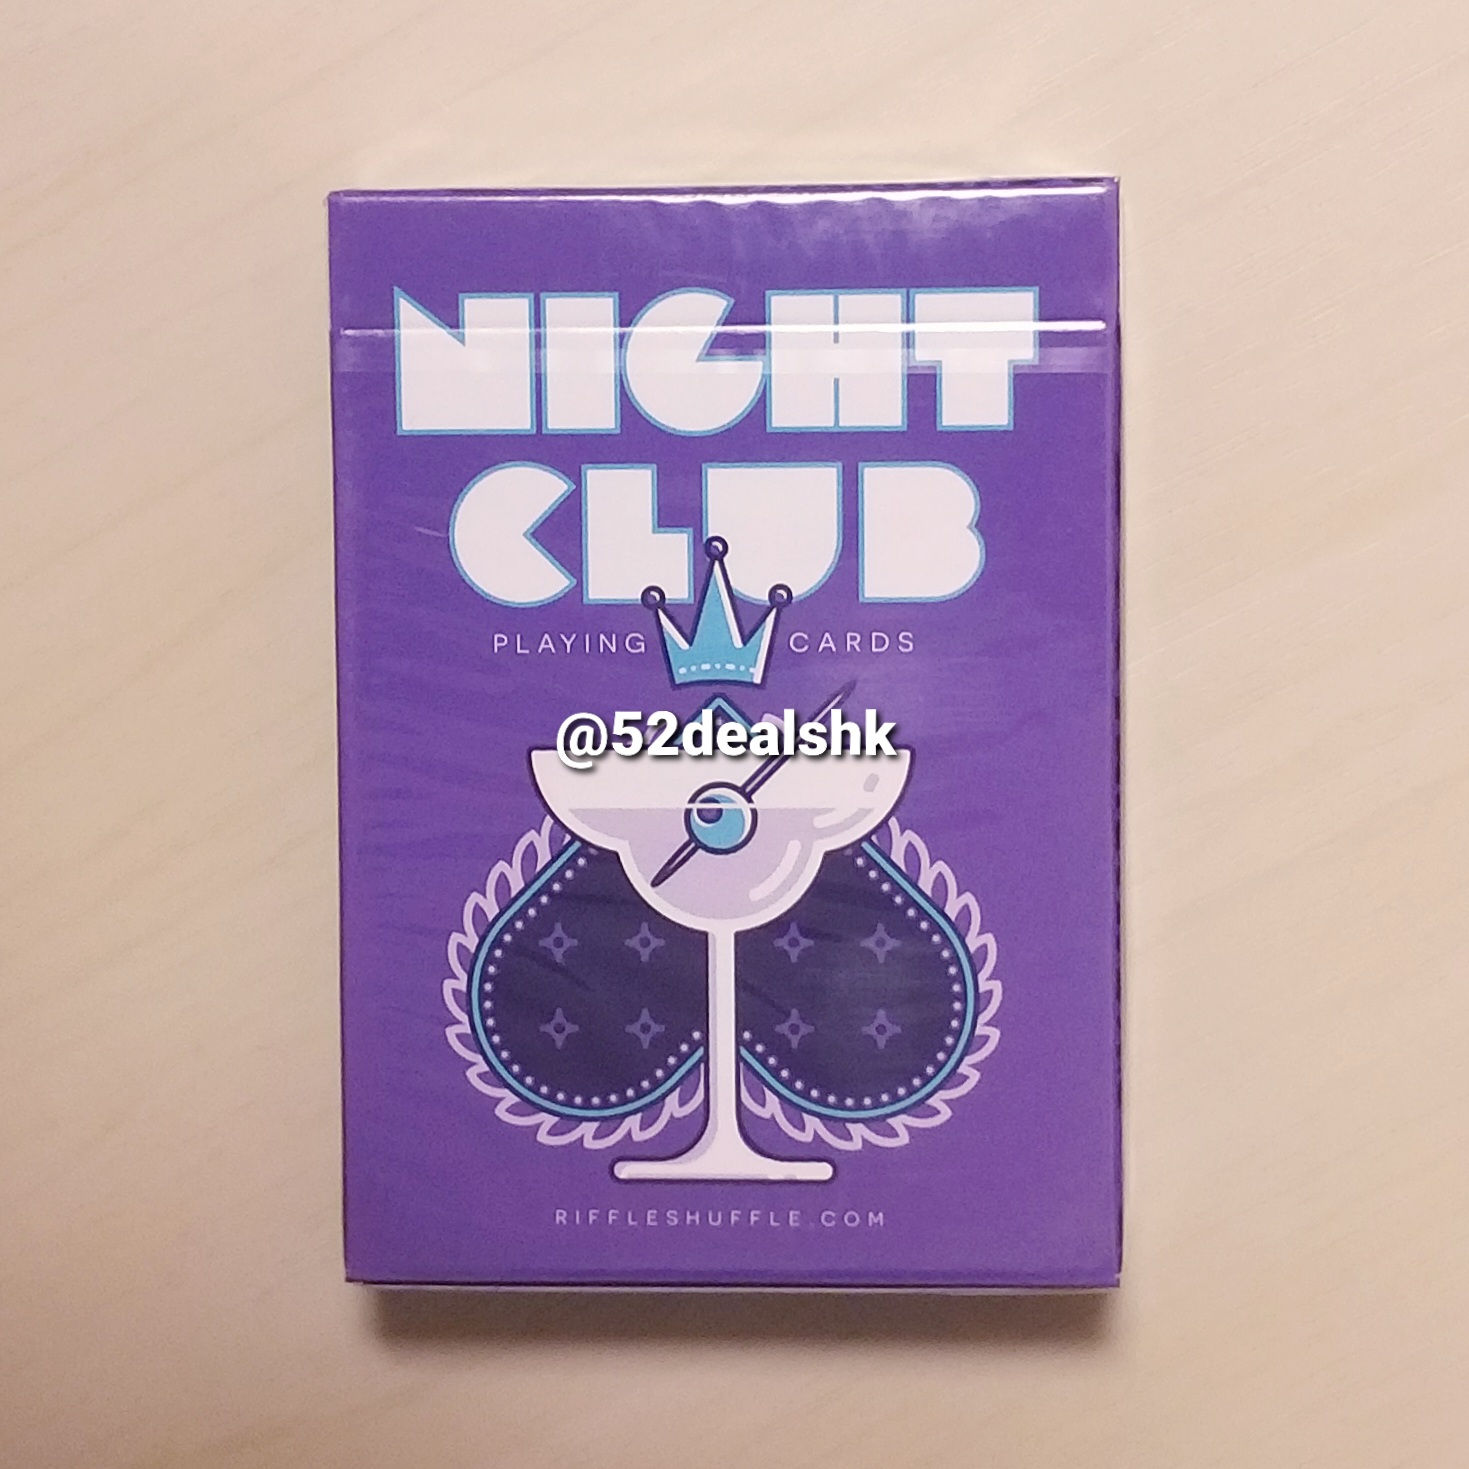 NIGHT
CLUB
PLAYING CARDS
@52dealshk
RIFFLESHUFFLE.COM